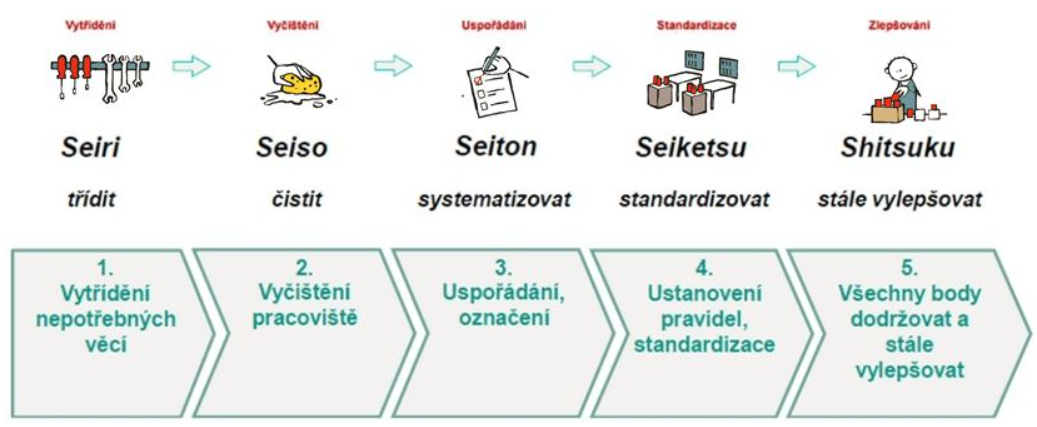 Vytřídění
Vyčištění
Uspořádání
Standardizace
Zlepšování
Seiri
Seiso
Seiton
Seiketsu
Shitsuku
třídit
čistit
systematizovat
standardizovat
stále vylepšovat
1.
Vytřídění
nepotřebných
věcí
2.
Vyčištění
pracoviště
3.
Uspořádání,
označení
4.
Ustanovení
pravidel,
standardizace
5.
Všechny body
dodržovat a
stále
vylepšovat